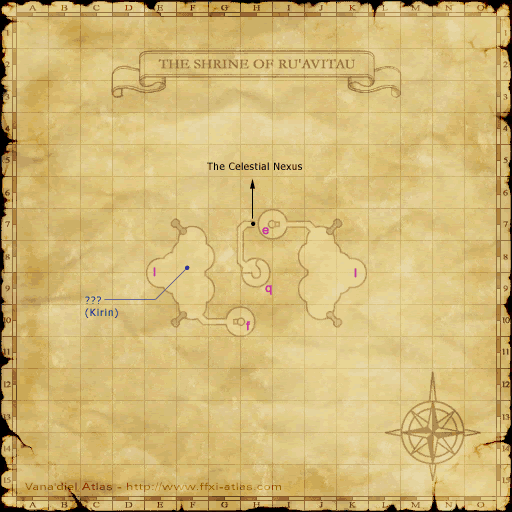 A B C D E F G H I J K L M N O
1
2
THE SHRINE OF RU'AVITAU
3
4
5
The Celestial Nexus
6
7
e
8
l
l
q
9
???
(Kirin)
f
10
11
12
13
14
15
Vana'diel Atlas - http://www.ffxi-atlas.com
A B C D E F G H I J K L M N O